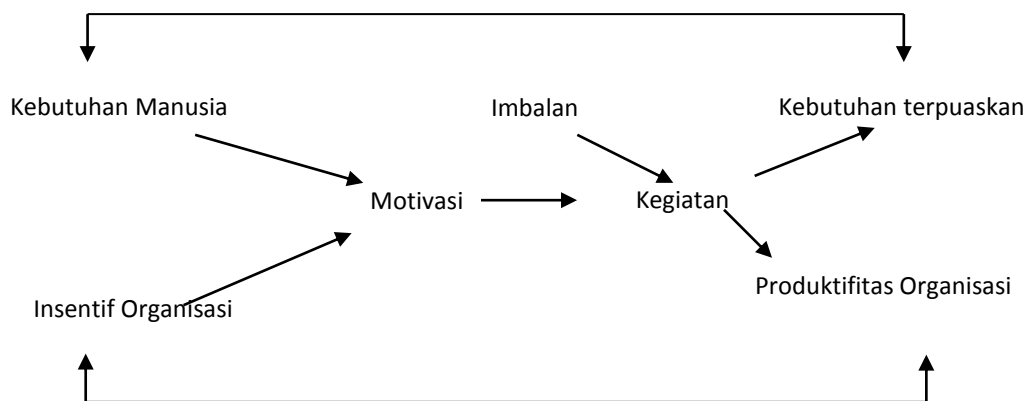 Kebutuhan Manusia
Imbalan
Kebutuhan terpuaskan
Motivasi
Kegiatan
Insentif Organisasi
Produktifitas Organisasi